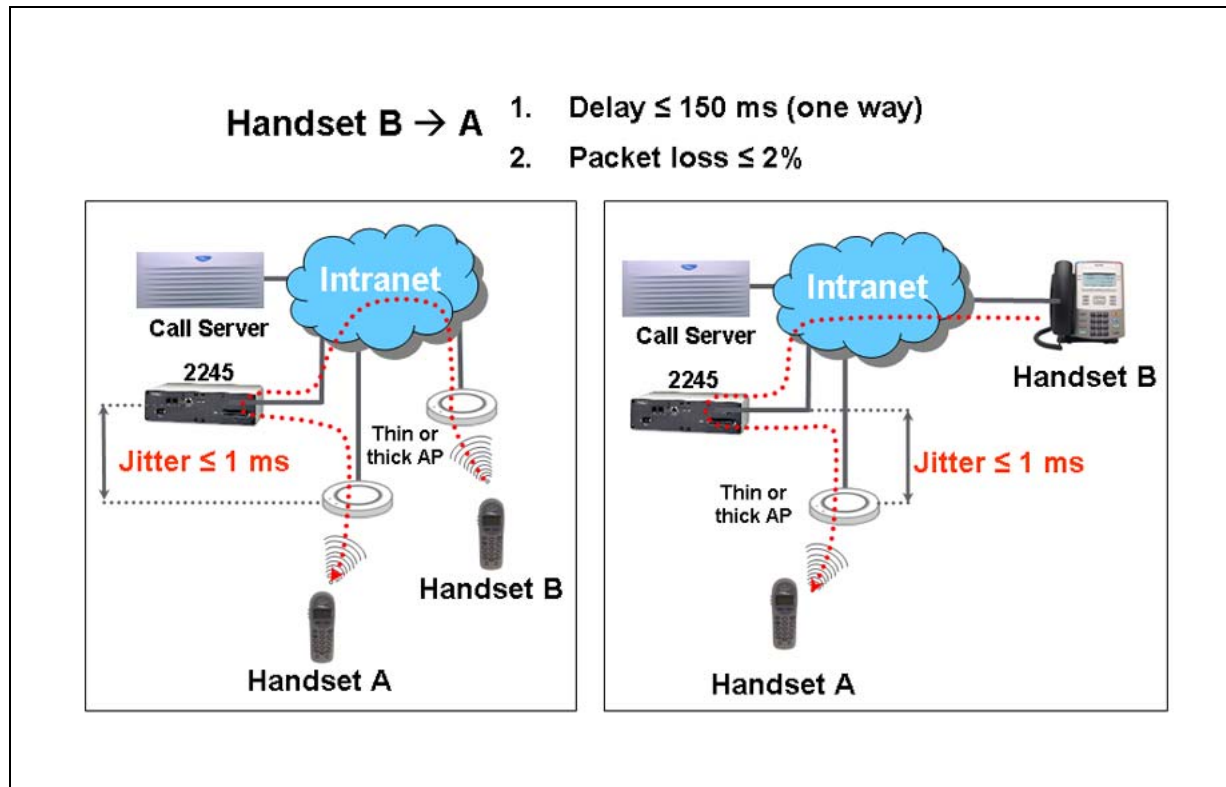 Handset B → A
1. Delay ≤ 150 ms (one way)
2. Packet loss ≤ 2%
Intranet
Call Server
2245
Thin or
thick AP
Jitter ≤ 1 ms
Handset B
Handset A
Intranet
Call Server
Handset B
2245
Jitter ≤ 1 ms
Thin or
thick AP
Handset A